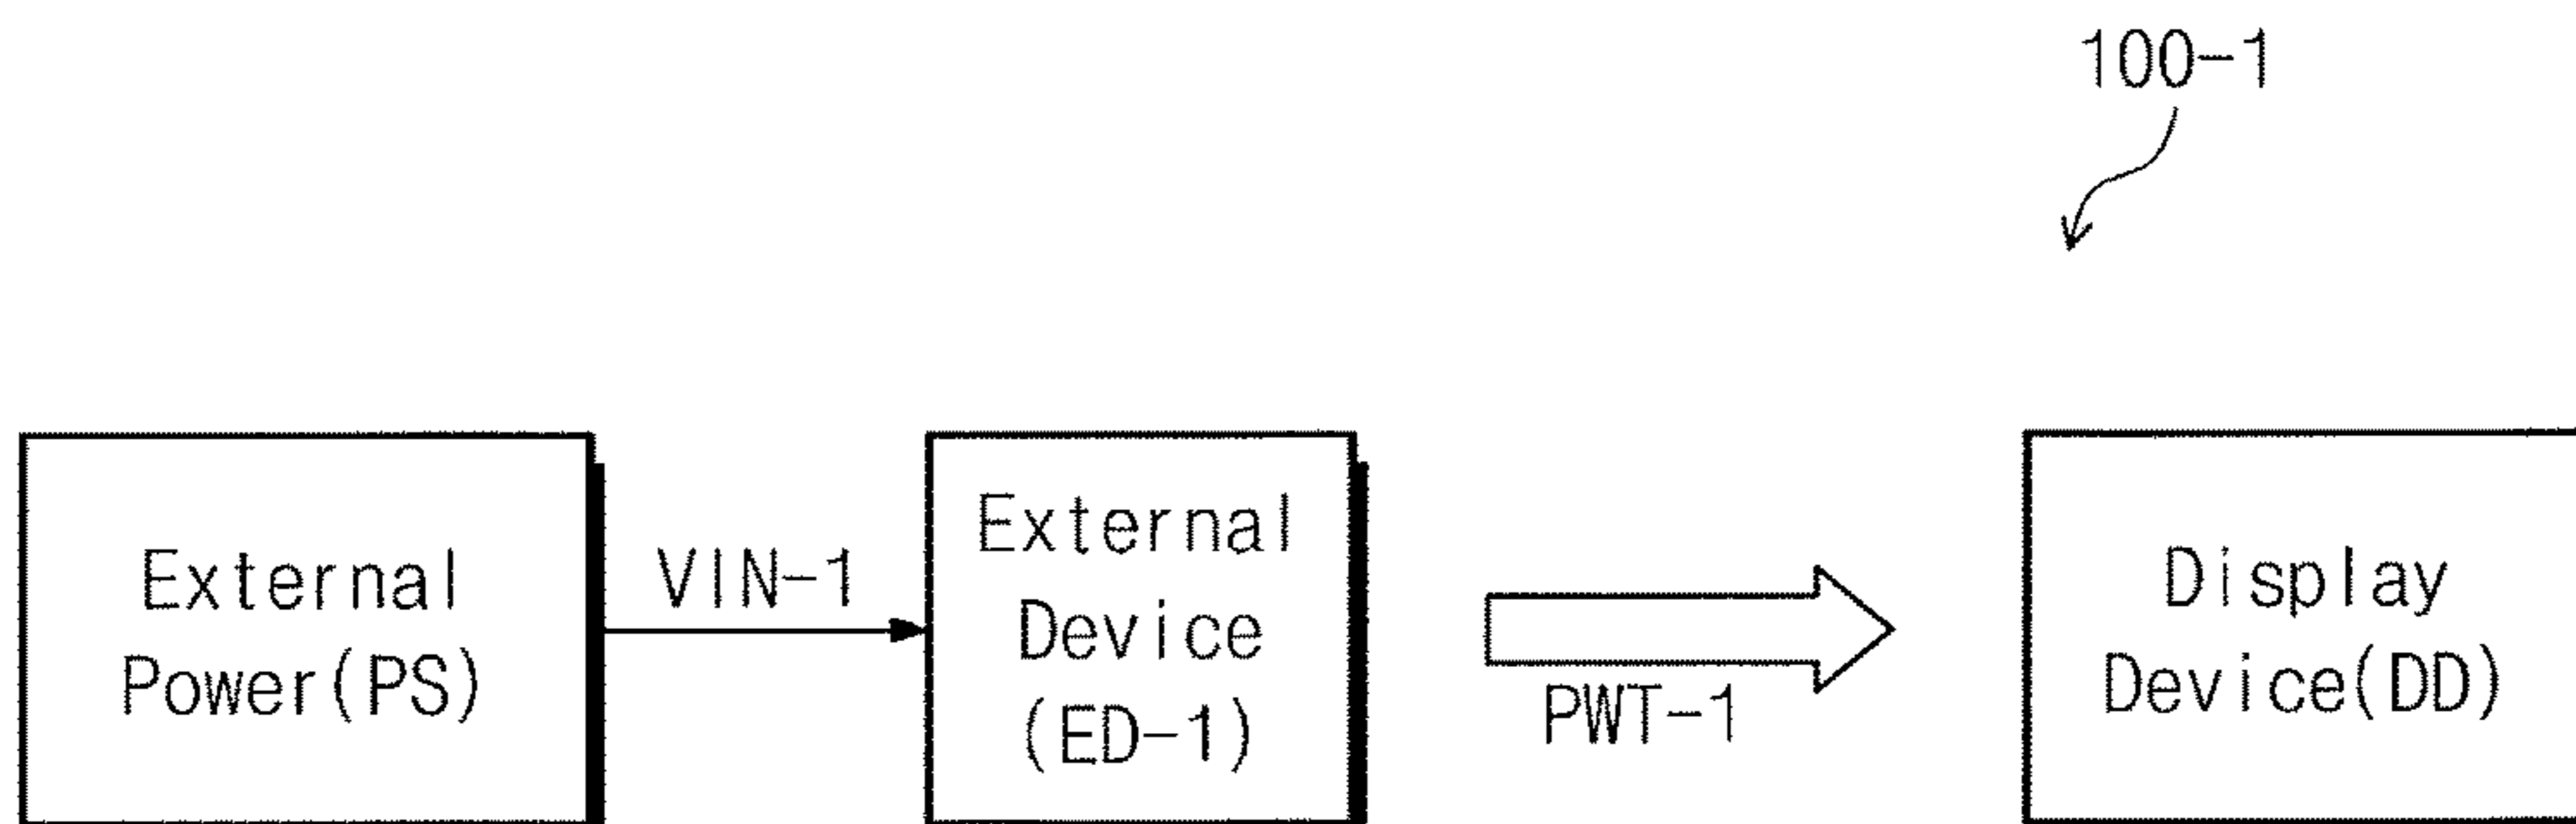 100-1
External
Power(PS)
VIN-1
External
Device
(ED-1)
PWT-1
Display
Device(DD)